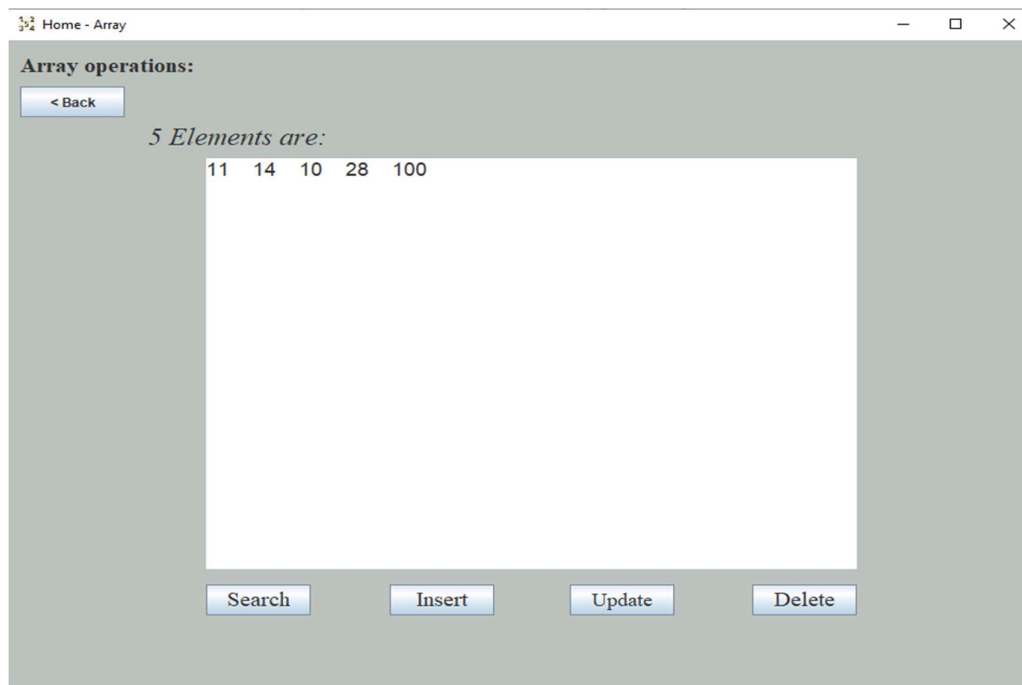 Home - Array
Array operations:
< Back
5 Elements are:
11 14 10 28 100
Search Insert Update Delete